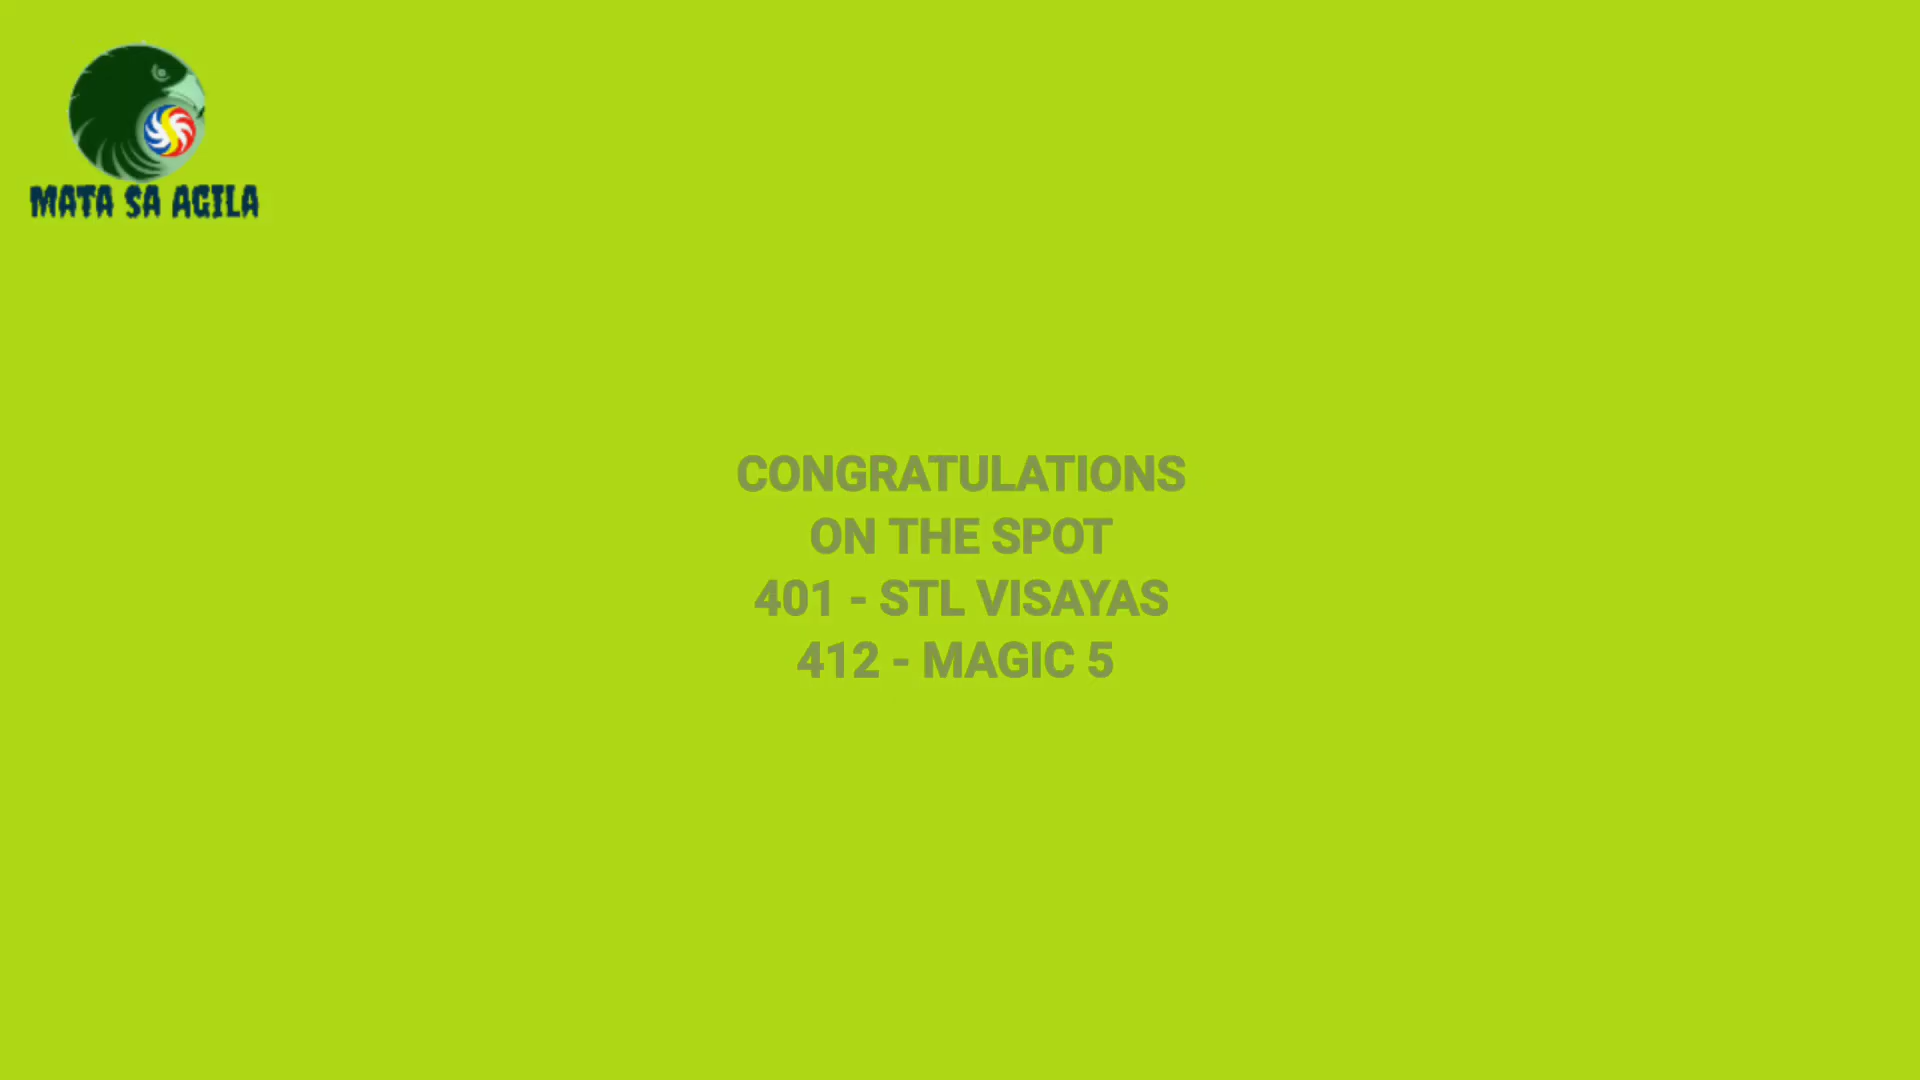 MATA SA AGILA
CONGRATULATIONS
ON THE SPOT
401 - STL VISAYAS
412 - MAGIC 5